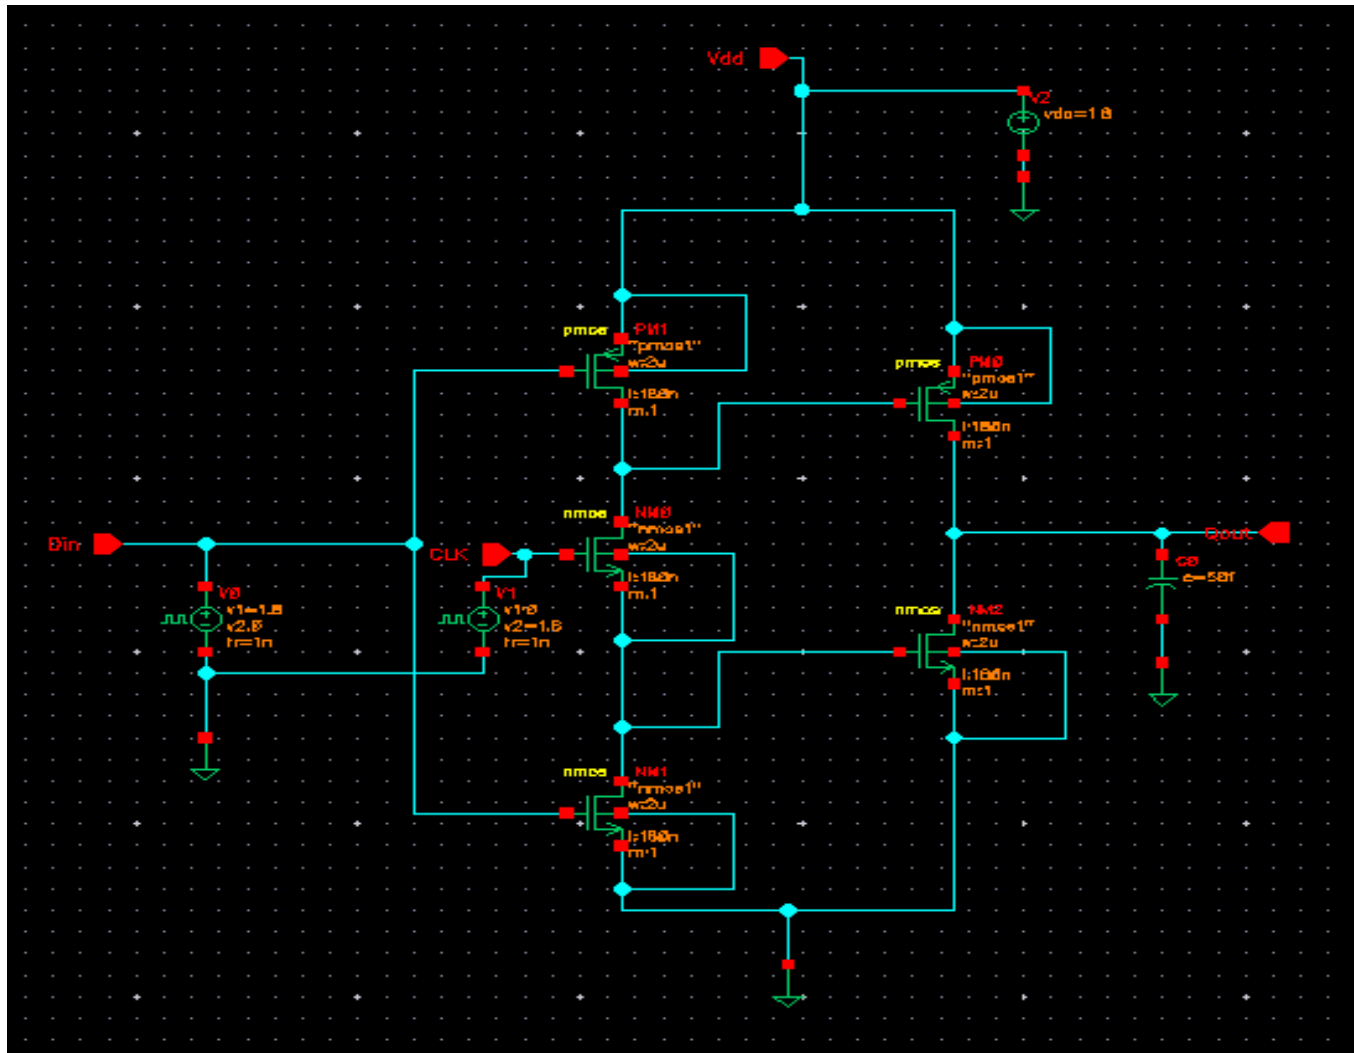 Vdd
V2
vdc=1.8
pmos
PM1
"pmos1"
w=2u
l:180n
m:1
pmos
PM0
"pmos1"
w:2u
l:180n
m:1
nmos
NM0
"nmos1"
w=2u
l:180n
m:1
Din
CLK
Qout
C0
c=50f
V0
v1=1.8
v2:0
tr=1n
V1
v1:0
v2=1.8
tr=1n
nmos
NM2
"nmos1"
w:2u
l:180n
m:1
nmos
NM1
"nmos1"
w:2u
l:180n
m:1